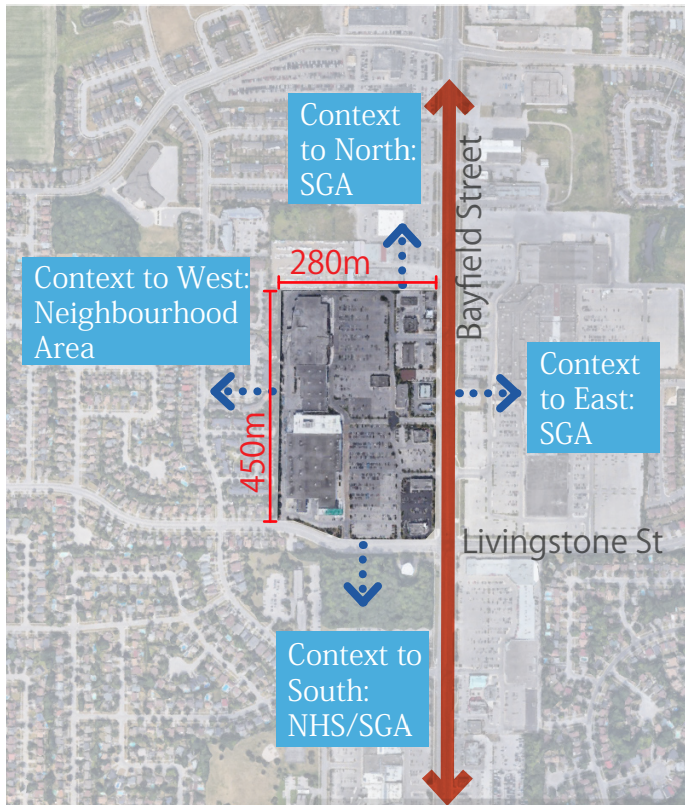 Context
to North:
SGA
Bayfield Street
280m
Context to West:
Neighbourhood
Area
Context
to East:
SGA
450m
Livingstone St
Context to
South:
NHS/SGA